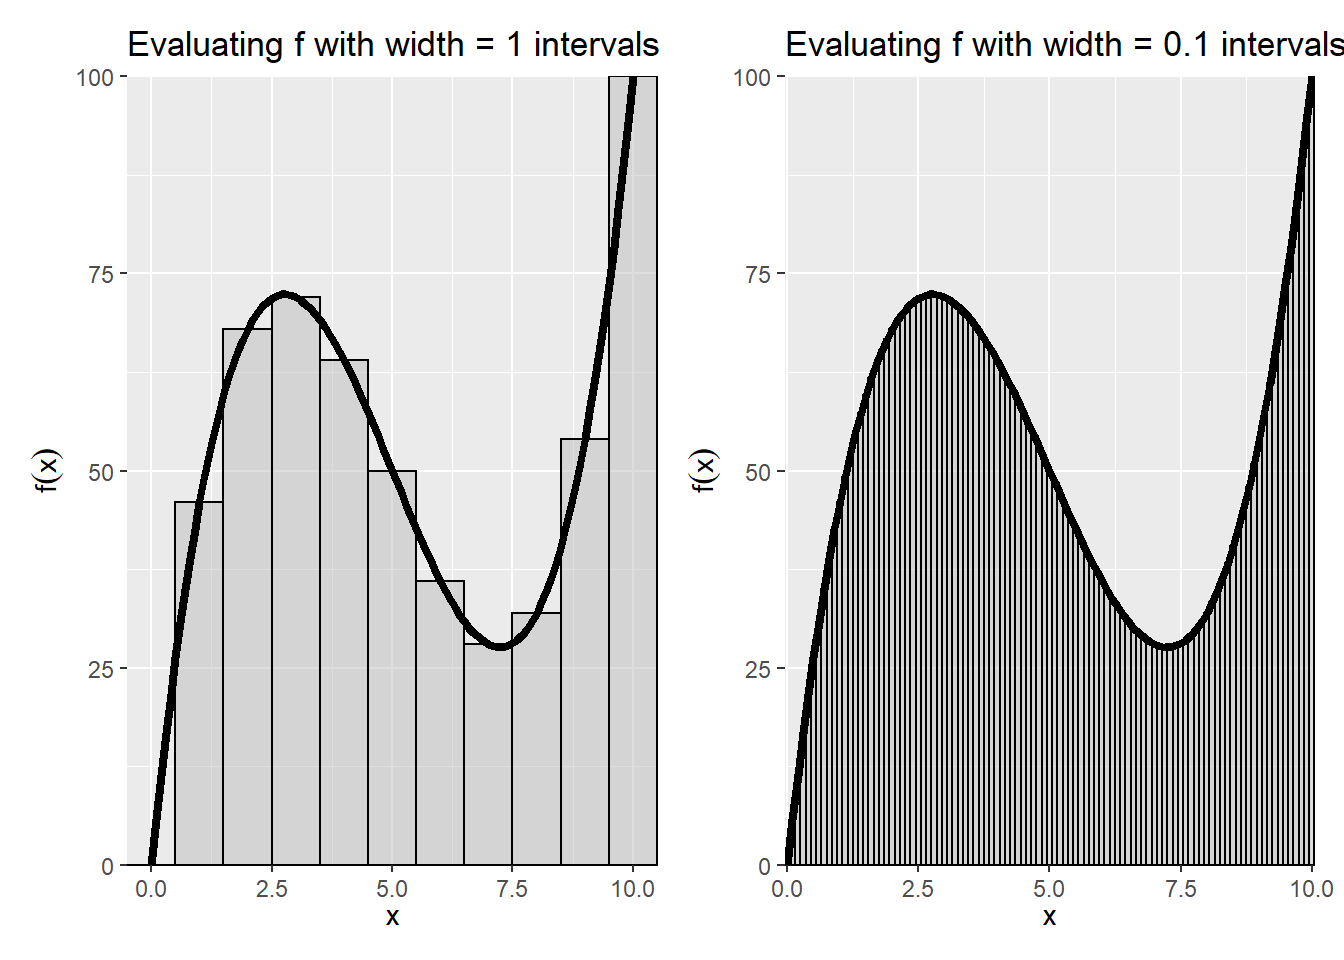 Evaluating f with width = 1 intervals
100
75
50
25
0
f(x)
0.0 2.5 5.0 7.5 10.0
x
Evaluating f with width = 0.1 intervals
100
75
50
25
0
f(x)
0.0 2.5 5.0 7.5 10.0
x